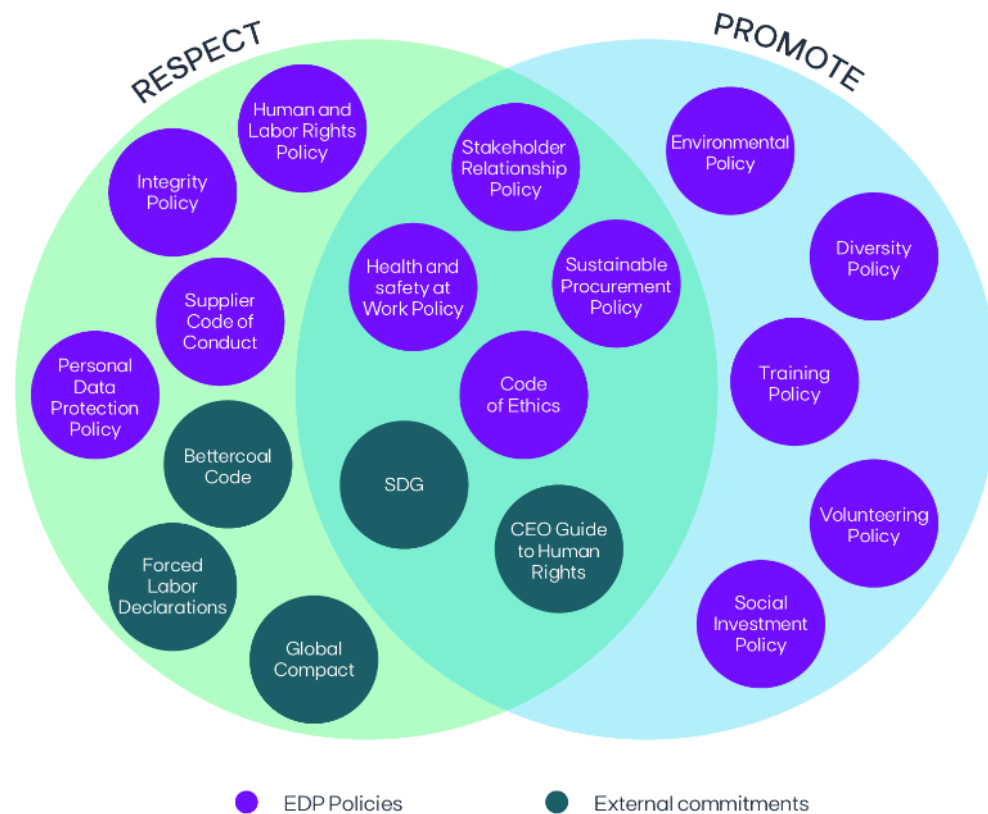 RESPECT
PROMOTE
Human and
Labor Rights
Policy
Integrity
Policy
Supplier
Code of
Conduct
Personal
Data
Protection
Policy
Bettercoal
Code
Forced
Labor
Declarations
Global
Compact
Stakeholder
Relationship
Policy
Health and
safety at
Work Policy
Sustainable
Procurement
Policy
Code
of Ethics
SDG
CEO Guide
to Human
Rights
Environmental
Policy
Diversity
Policy
Training
Policy
Volunteering
Policy
Social
Investment
Policy
EDP Policies
External commitments